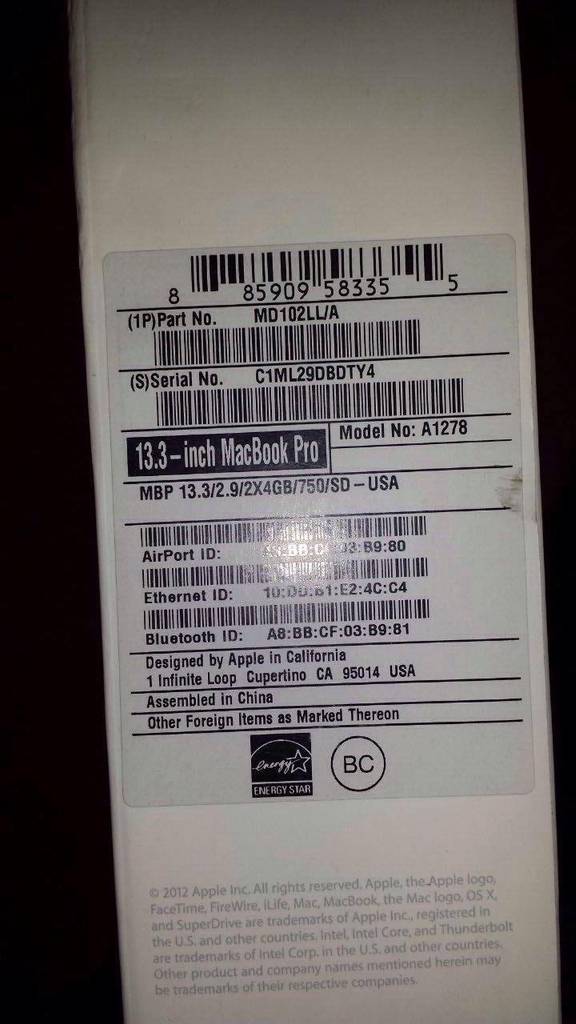 8 85909 58335 5
(1P)Part No. MD102LL/A
(S)Serial No. C1ML29DBDTY4
13.3-inch MacBook Pro
Model No: A1278
MBP 13.3/2.9/2X4GB/750/SD-USA
AirPort ID: :B9:80
Ethernet ID: :E2:4C:C4
Bluetooth ID: A8:BB:CF:03:B9:81
Designed by Apple in California
1 Infinite Loop Cupertino CA 95014 USA
Assembled in China
Other Foreign Items as Marked Thereon
energy
ENERGY STAR
BC
© 2012 Apple Inc. All rights reserved. Apple, the Apple logo,
FaceTime, FireWire, iLife, Mac, MacBook, the Mac logo, OS X,
and SuperDrive are trademarks of Apple Inc., registered in
the U.S. and other countries. Intel, Intel Core, and Thunderbolt
are trademarks of Intel Corp. in the U.S. and other countries.
Other product and company names mentioned herein may
be trademarks of their respective companies.